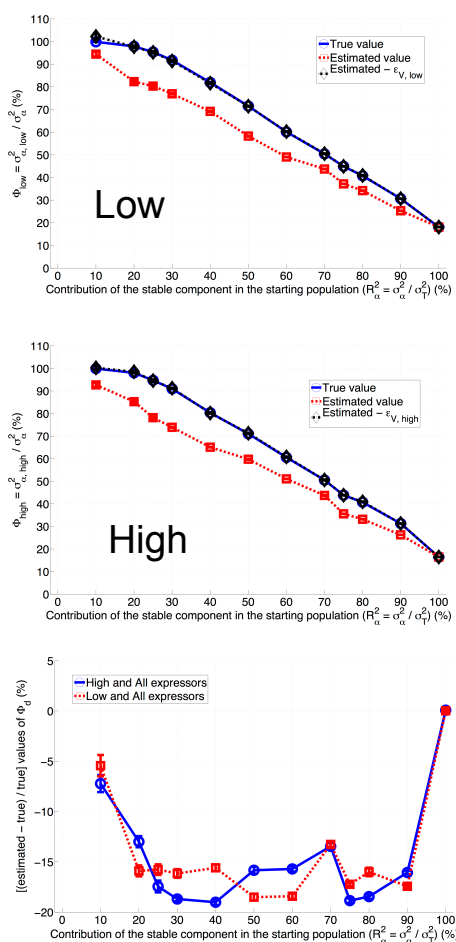 110
100
90
80
70
60
50
40
30
20
10
0
Φlow = σ²α, low / σ²α (%)
True value
Estimated value
Estimated − εV, low
Low
0 10 20 30 40 50 60 70 80 90 100
Contribution of the stable component in the starting population (R²α = σ²α / σ²T) (%)
110
100
90
80
70
60
50
40
30
20
10
0
Φhigh = σ²α, high / σ²α (%)
True value
Estimated value
Estimated − εV, high
High
0 10 20 30 40 50 60 70 80 90 100
Contribution of the stable component in the starting population (R²α = σ²α / σ²T) (%)
5
0
−5
−10
−15
−20
[(estimated − true) / true] values of Φd (%)
High and All expressors
Low and All expressors
0 10 20 30 40 50 60 70 80 90 100
Contribution of the stable component in the starting population (R²α = σ²α / σ²T) (%)